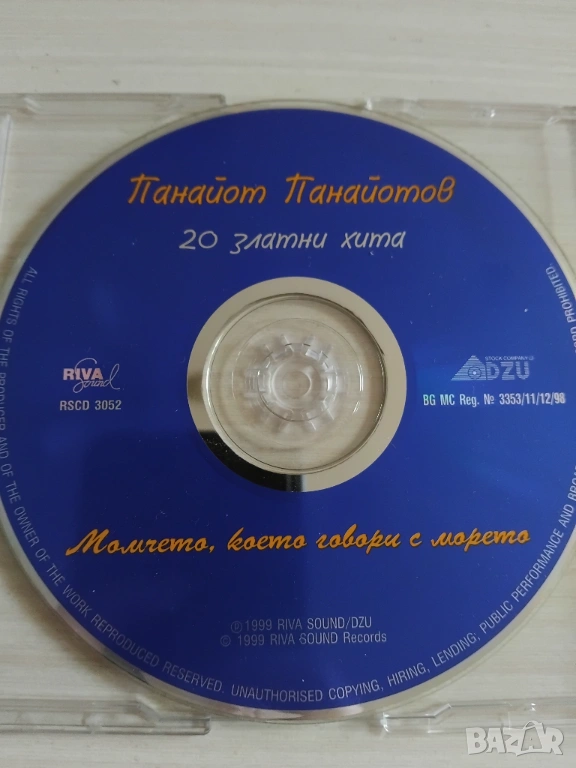 Панайот Панайотов
20 златни хита
RIVA
Sound
RSCD 3052
STOCK COMPANY
DZU
BG MC Reg. № 3353/11/12/98
Момчето, което говори с морето
℗ 1999 RIVA SOUND/DZU
© 1999 RIVA SOUND Records
ALL RIGHTS OF THE PRODUCER AND OF THE OWNER OF THE WORK REPRODUCED RESERVED. UNAUTHORISED COPYING, HIRING, LENDING, PUBLIC PERFORMANCE AND PROHIBITED.
BAZAR